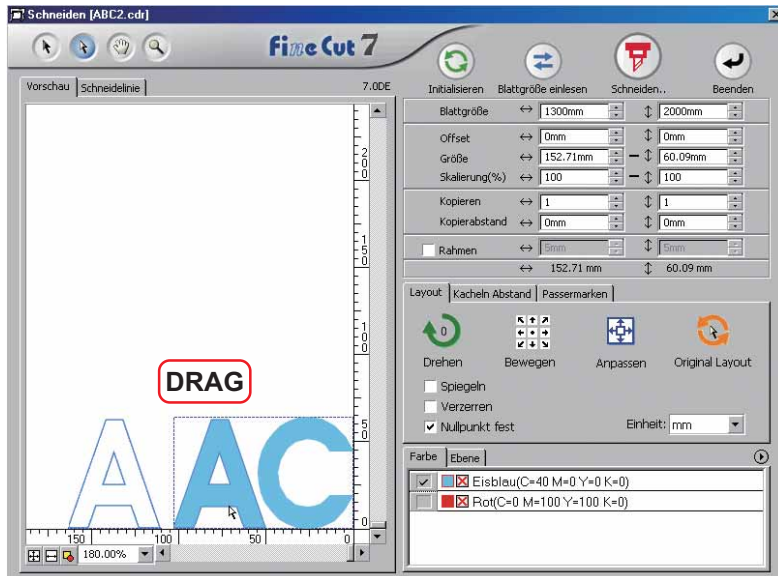 Schneiden [ABC2.cdr]
FineCut 7
Initialisieren Blattgröße einlesen Schneiden.. Beenden
Vorschau Schneidelinie 7.0DE
Blattgröße 1300mm 2000mm
Offset 0mm 0mm
Größe 152.71mm 60.09mm
Skalierung(%) 100 100
Kopieren 1 1
Kopierabstand 0mm 0mm
Rahmen 5mm 5mm
152.71 mm 60.09 mm
Layout Kacheln Abstand Passermarken
0
Drehen Bewegen Anpassen Original Layout
Spiegeln
Verzerren
Nullpunkt fest Einheit: mm
Farbe Ebene
Eisblau(C=40 M=0 Y=0 K=0)
Rot(C=0 M=100 Y=100 K=0)
200
150
100
50
0
DRAG
A AC
150 100 50 0
180.00%